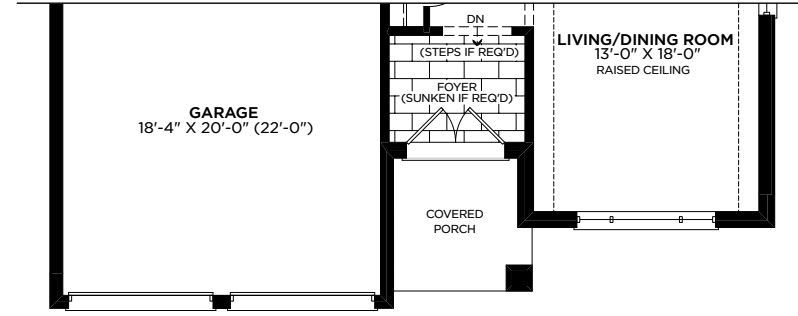 GARAGE
18'-4" X 20'-0" (22'-0")
DN
(STEPS IF REQ'D)
FOYER
(SUNKEN IF REQ'D)
COVERED
PORCH
LIVING/DINING ROOM
13'-0" X 18'-0"
RAISED CEILING